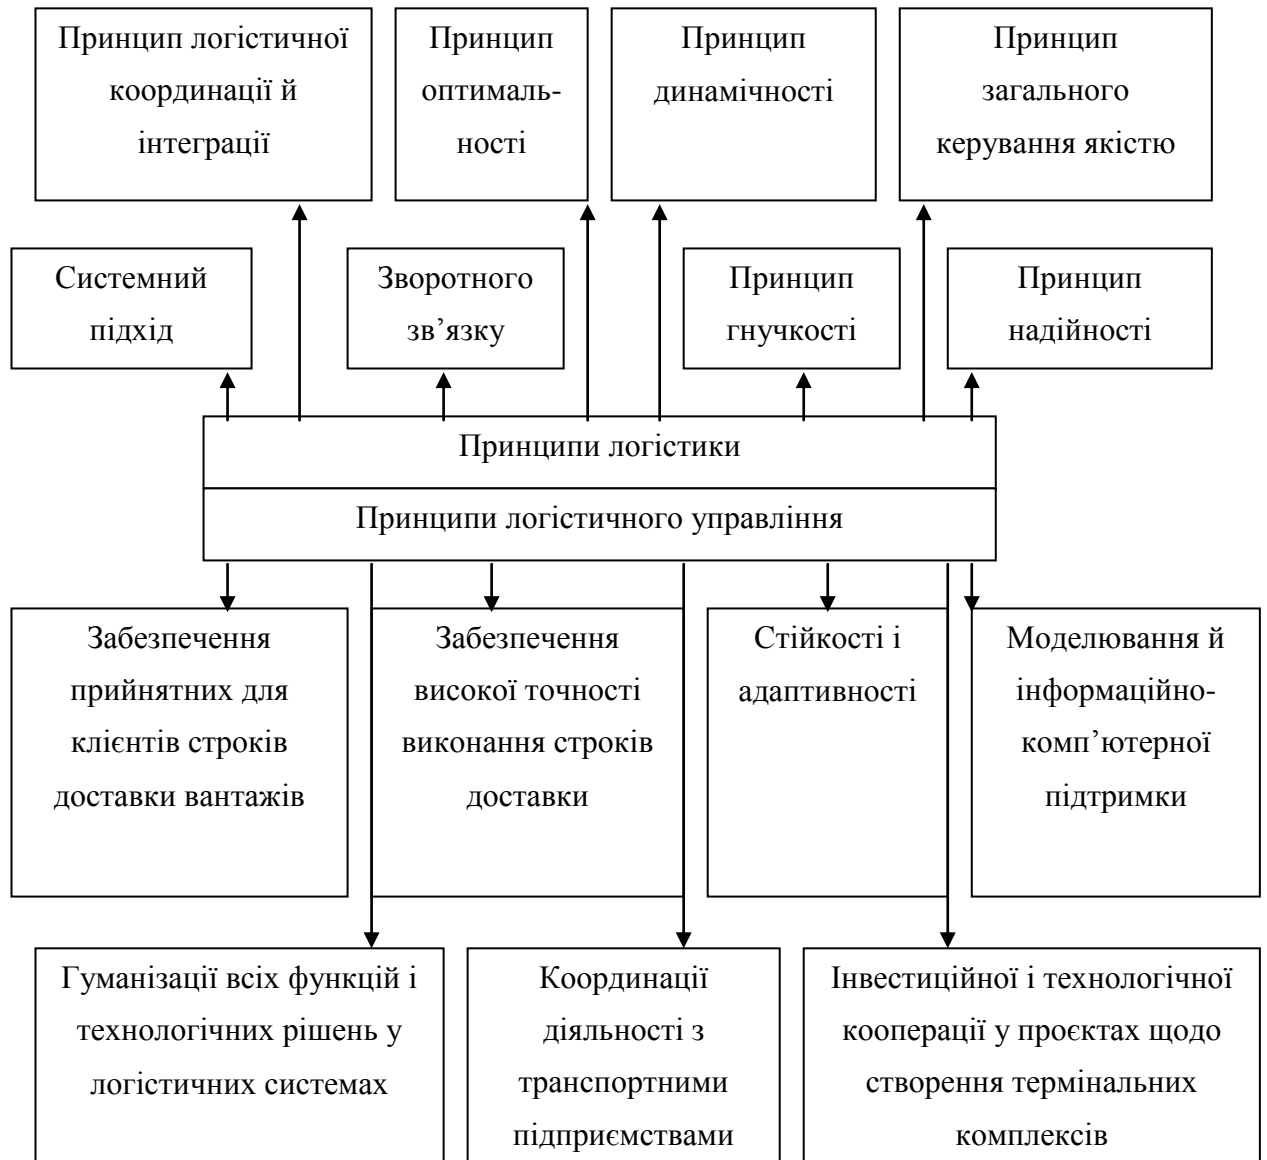 Принцип логістичної
координації й
інтеграції
Принцип
оптималь-
ності
Принцип
динамічності
Принцип
загального
керування якістю
Системний
підхід
Зворотного
зв’язку
Принцип
гнучкості
Принцип
надійності
Принципи логістики
Принципи логістичного управління
Забезпечення
прийнятних для
клієнтів строків
доставки вантажів
Забезпечення
високої точності
виконання строків
доставки
Стійкості і
адаптивності
Моделювання й
інформаційно-
комп’ютерної
підтримки
Гуманізації всіх функцій і
технологічних рішень у
логістичних системах
Координації
діяльності з
транспортними
підприємствами
Інвестиційної і технологічної
кооперації у проєктах щодо
створення термінальних
комплексів